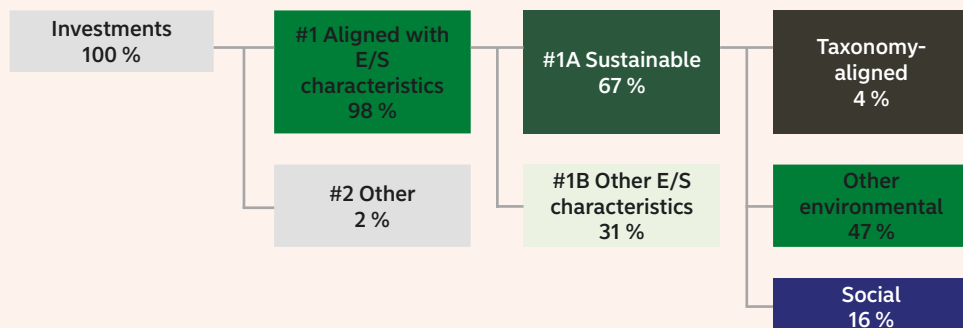 Investments
100 %
#1 Aligned with
E/S
characteristics
98 %
#1A Sustainable
67 %
Taxonomy-
aligned
4 %
#2 Other
2 %
#1B Other E/S
characteristics
31 %
Other
environmental
47 %
Social
16 %